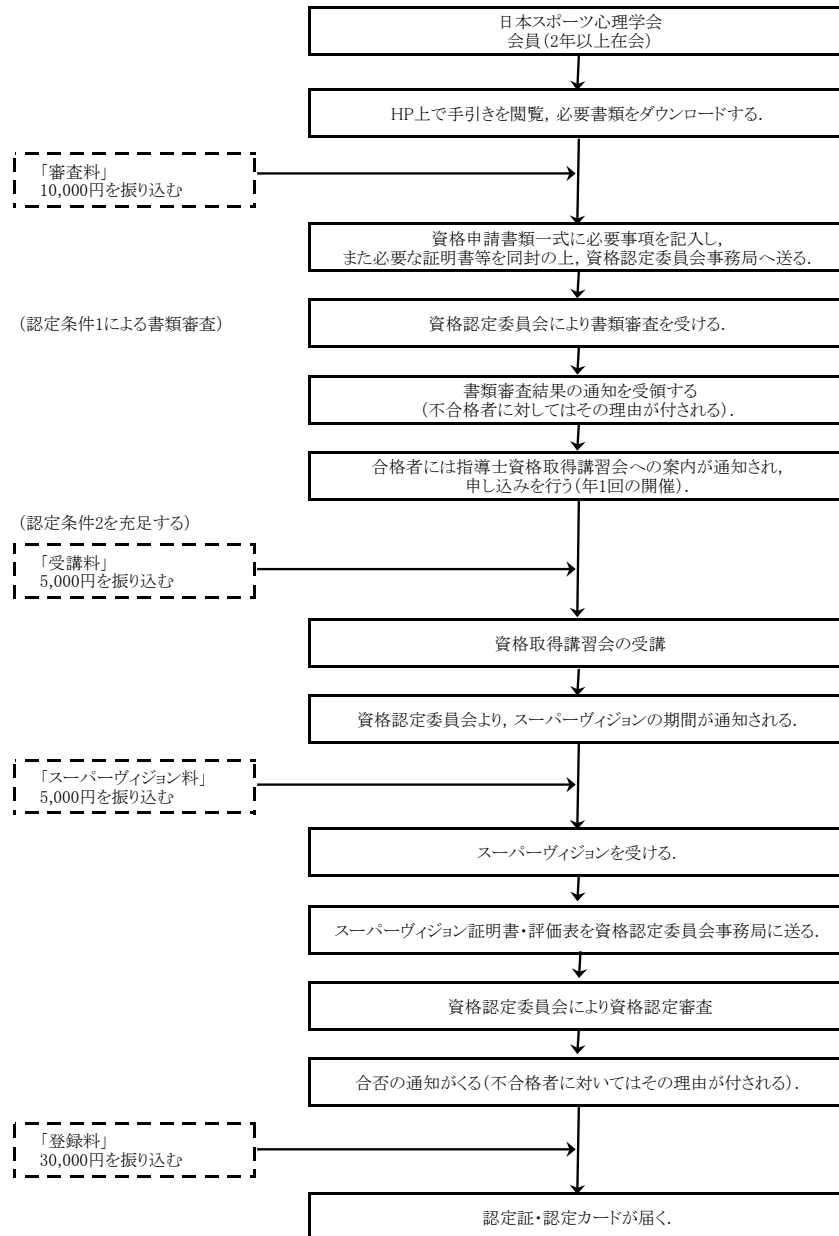 日本スポーツ心理学会
会員(2年以上在会)
HP上で手引きを閲覧, 必要書類をダウンロードする.
「審査料」
10,000円を振り込む
資格申請書類一式に必要事項を記入し,
また必要な証明書等を同封の上, 資格認定委員会事務局へ送る.
(認定条件1による書類審査)
資格認定委員会により書類審査を受ける.
書類審査結果の通知を受領する
(不合格者に対してはその理由が付される).
合格者には指導士資格取得講習会への案内が通知され,
申し込みを行う(年1回の開催).
(認定条件2を充足する)
「受講料」
5,000円を振り込む
資格取得講習会の受講
資格認定委員会より, スーパーヴィジョンの期間が通知される.
「スーパーヴィジョン料」
5,000円を振り込む
スーパーヴィジョンを受ける.
スーパーヴィジョン証明書・評価表を資格認定委員会事務局に送る.
資格認定委員会により資格認定審査
合否の通知がくる(不合格者に対いてはその理由が付される).
「登録料」
30,000円を振り込む
認定証・認定カードが届く.